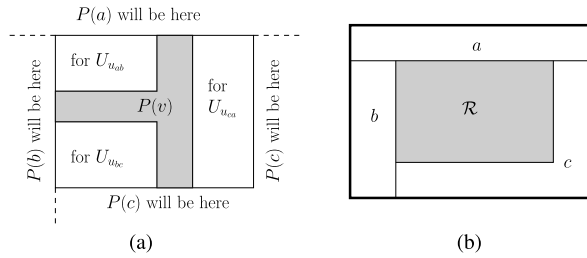 P(a) will be here
for U_{u_{ab}}
P(b) will be here
P(v)
for
U_{u_{ca}}
P(c) will be here
for U_{u_{bc}}
P(c) will be here
(a)
a
b
R
c
(b)